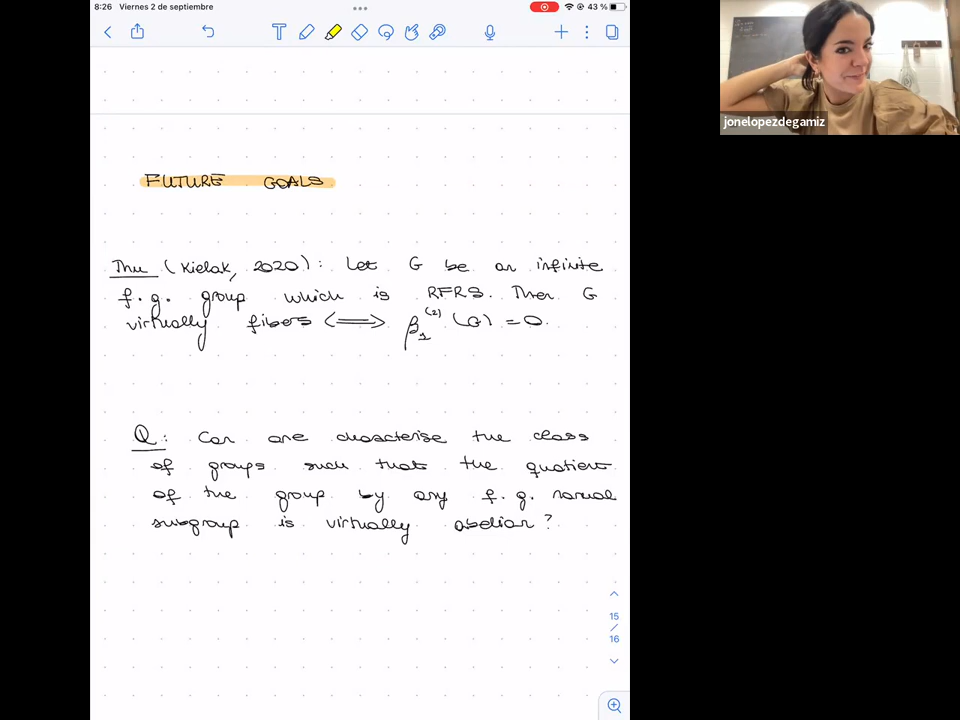 8:26 Viernes 2 de septiembre
43 %
T
jonelopezdegamiz
FUTURE GOALS
Thm (Kielak, 2020): Let G be an infinite
f.g. group which is RFRS. Then G
virtually fibers <=> β₁⁽²⁾(G) = 0.
Q: Can one characterise the class
of groups such that the quotient
of the group by any f.g. normal
subgroup is virtually abelian?
15
/
16